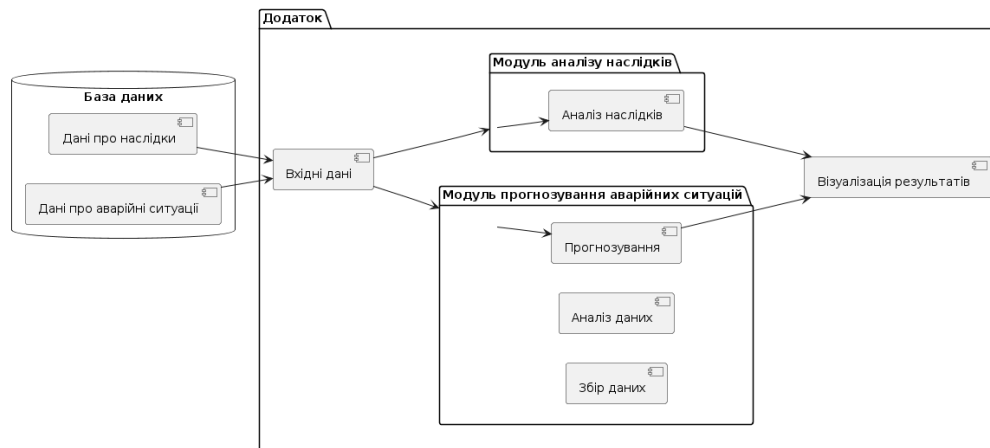 Додаток
Модуль аналізу наслідків
База даних
Аналіз наслідків
Дані про наслідки
Вхідні дані
Візуалізація результатів
Модуль прогнозування аварійних ситуацій
Дані про аварійні ситуації
Прогнозування
Аналіз даних
Збір даних